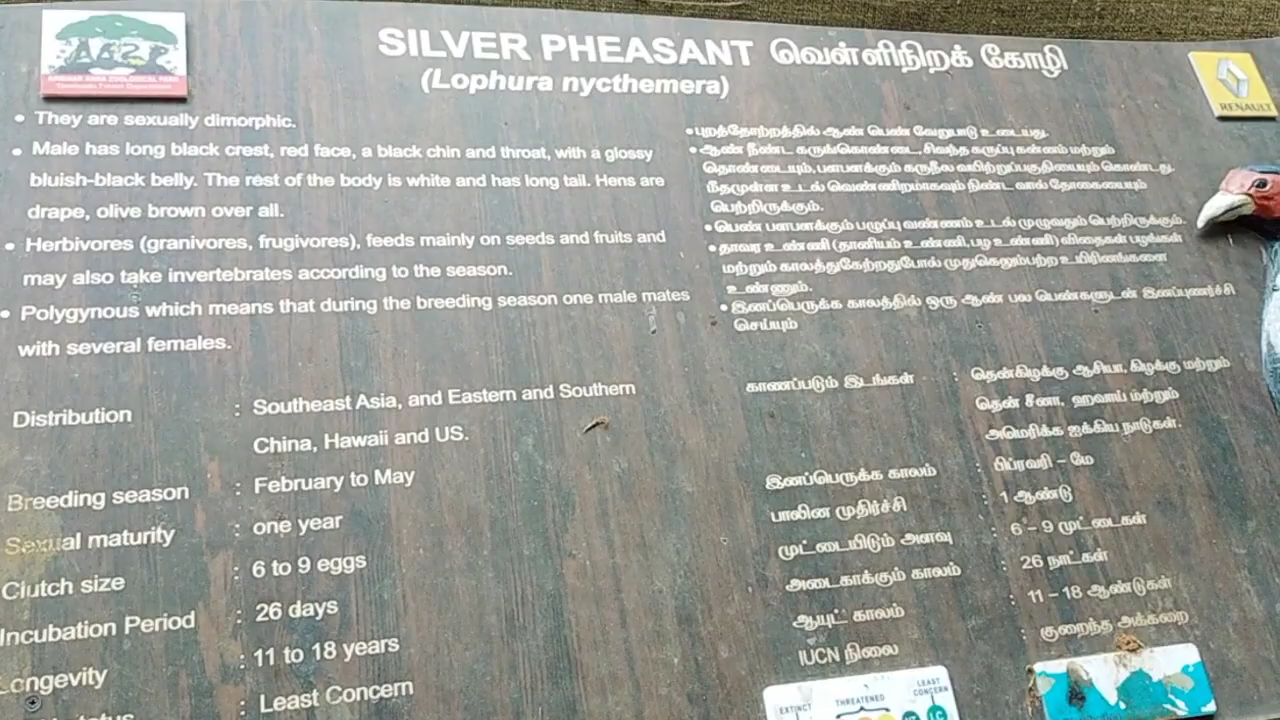 SILVER PHEASANT வெள்ளிநிறக் கோழி
(Lophura nycthemera)
ARIGNAR ANNA ZOOLOGICAL PARK
RENAULT
• They are sexually dimorphic.
• Male has long black crest, red face, a black chin and throat, with a glossy
bluish-black belly. The rest of the body is white and has long tail. Hens are
drape, olive brown over all.
• Herbivores (granivores, frugivores), feeds mainly on seeds and fruits and
may also take invertebrates according to the season.
• Polygynous which means that during the breeding season one male mates
with several females.
Distribution : Southeast Asia, and Eastern and Southern
China, Hawaii and US.
Breeding season : February to May
Sexual maturity : one year
Clutch size : 6 to 9 eggs
Incubation Period : 26 days
Longevity : 11 to 18 years
: Least Concern
• புறத்தோற்றத்தில் ஆண் பெண் வேறுபாடு உடையது.
• ஆண் நீண்ட கருங்கொண்டை, சிவந்த கருப்பு கன்னம் மற்றும்
தொண்டையும், பளபளக்கும் கருநீல வயிற்றுப்பகுதியையும் கொண்டது.
மீதமுள்ள உடல் வெண்ணிறமாகவும் நீண்ட வால் தோகையையும்
பெற்றிருக்கும்.
• பெண் பளபளக்கும் பழுப்பு வண்ணம் உடல் முழுவதும் பெற்றிருக்கும்.
• தாவர உண்ணி (தானியம் உண்ணி, பழ உண்ணி) விதைகள் பழங்கள்
மற்றும் காலத்துகேற்றதுபோல் முதுகெலும்பற்ற உயிரினங்களை
உண்ணும்.
• இனப்பெருக்க காலத்தில் ஒரு ஆண் பல பெண்களுடன் இனப்புணர்ச்சி
செய்யும்
காணப்படும் இடங்கள் : தென்கிழக்கு ஆசியா, கிழக்கு மற்றும்
தென் சீனா, ஹவாய் மற்றும்
அமெரிக்க ஐக்கிய நாடுகள்.
இனப்பெருக்க காலம் : பிப்ரவரி – மே
பாலின முதிர்ச்சி : 1 ஆண்டு
முட்டையிடும் அளவு : 6 – 9 முட்டைகள்
அடைகாக்கும் காலம் : 26 நாட்கள்
ஆயுட் காலம் : 11 – 18 ஆண்டுகள்
IUCN நிலை : குறைந்த அக்கறை
EXTINCT THREATENED LEAST
CONCERN
LC